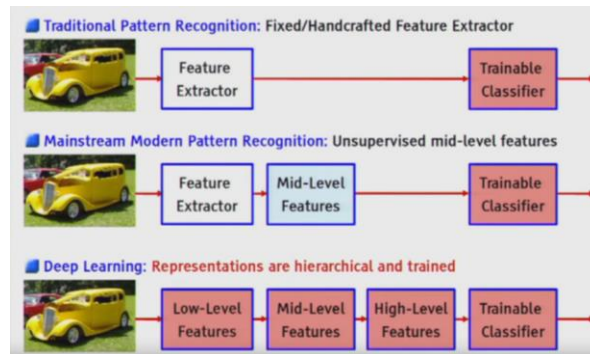 Traditional Pattern Recognition: Fixed/Handcrafted Feature Extractor
Feature
Extractor
Trainable
Classifier
Mainstream Modern Pattern Recognition: Unsupervised mid-level features
Feature
Extractor
Mid-Level
Features
Trainable
Classifier
Deep Learning: Representations are hierarchical and trained
Low-Level
Features
Mid-Level
Features
High-Level
Features
Trainable
Classifier